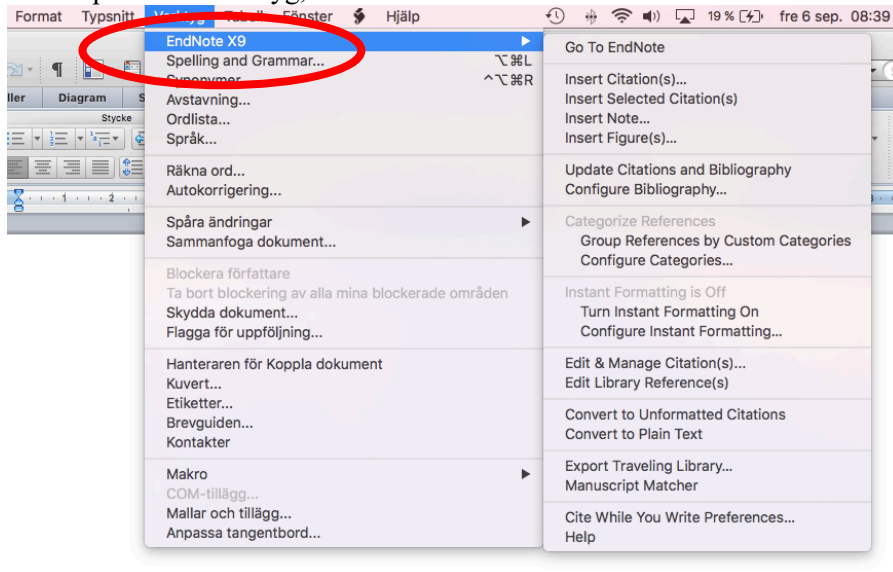 Format Typsnitt Verktyg Tabell Fönster Hjälp 19 % fre 6 sep. 08:39
ller Diagram S
Stycke
1 2
EndNote X9
Spelling and Grammar... ⌥⌘L
Synonymer... ^⌥⌘R
Avstavning...
Ordlista...
Språk...
Räkna ord...
Autokorrigering...
Spåra ändringar
Sammanfoga dokument...
Blockera författare
Ta bort blockering av alla mina blockerade områden
Skydda dokument...
Flagga för uppföljning...
Hanteraren för Koppla dokument
Kuvert...
Etiketter...
Brevguiden...
Kontakter
Makro
COM-tillägg...
Mallar och tillägg...
Anpassa tangentbord...
Go To EndNote
Insert Citation(s)...
Insert Selected Citation(s)
Insert Note...
Insert Figure(s)...
Update Citations and Bibliography
Configure Bibliography...
Categorize References
Group References by Custom Categories
Configure Categories...
Instant Formatting is Off
Turn Instant Formatting On
Configure Instant Formatting...
Edit & Manage Citation(s)...
Edit Library Reference(s)
Convert to Unformatted Citations
Convert to Plain Text
Export Traveling Library...
Manuscript Matcher
Cite While You Write Preferences...
Help